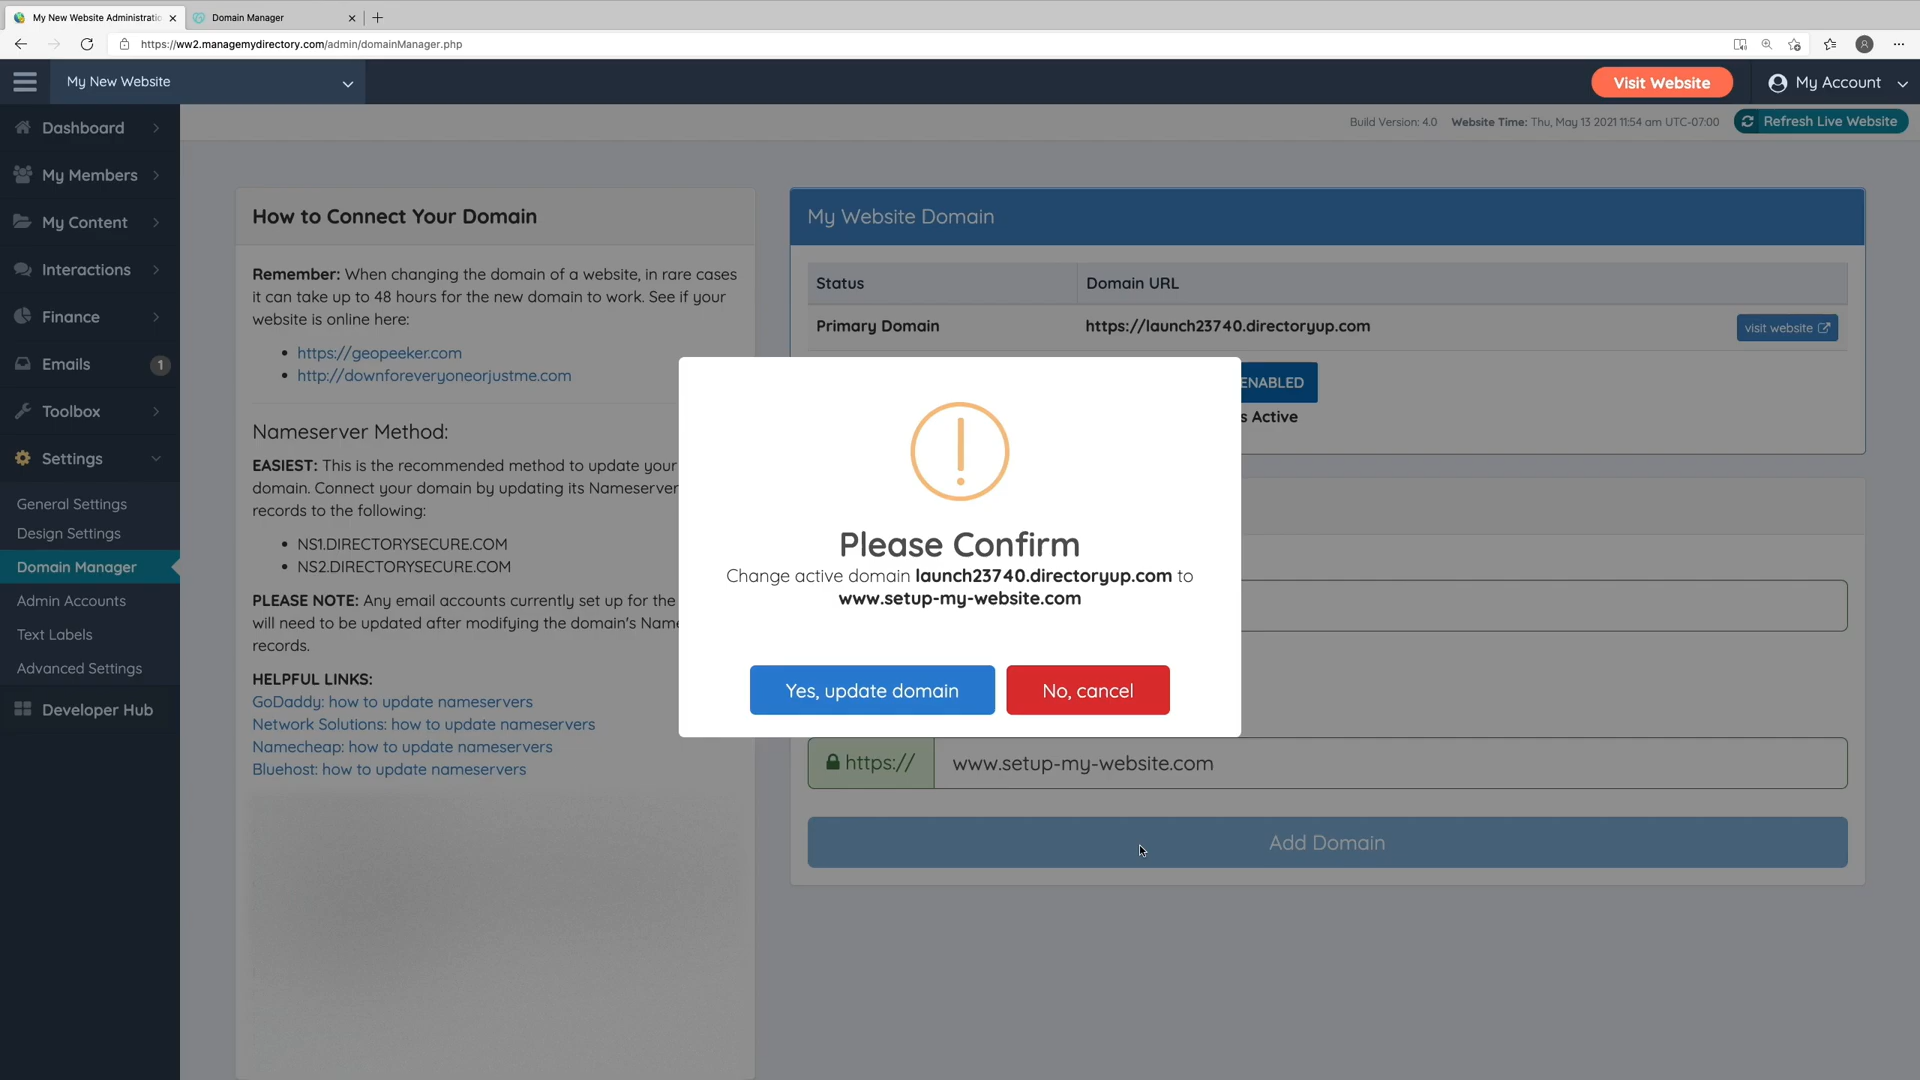 My New Website Administratio
Domain Manager
https://ww2.managemydirectory.com/admin/domainManager.php
My New Website
Visit Website
My Account
Build Version: 4.0 Website Time: Thu, May 13 2021 11:54 am UTC-07:00
Refresh Live Website
Dashboard
My Members
My Content
Interactions
Finance
Emails 1
Toolbox
Settings
General Settings
Design Settings
Domain Manager
Admin Accounts
Text Labels
Advanced Settings
Developer Hub
How to Connect Your Domain
Remember: When changing the domain of a website, in rare cases
it can take up to 48 hours for the new domain to work. See if your
website is online here:
https://geopeeker.com
http://downforeveryoneorjustme.com
Nameserver Method:
EASIEST: This is the recommended method to update your
domain. Connect your domain by updating its Nameserver
records to the following:
NS1.DIRECTORYSECURE.COM
NS2.DIRECTORYSECURE.COM
PLEASE NOTE: Any email accounts currently set up for the
will need to be updated after modifying the domain's Name
records.
HELPFUL LINKS:
GoDaddy: how to update nameservers
Network Solutions: how to update nameservers
Namecheap: how to update nameservers
Bluehost: how to update nameservers
My Website Domain
Status Domain URL
Primary Domain https://launch23740.directoryup.com visit website
ENABLED
s Active
Please Confirm
Change active domain launch23740.directoryup.com to
www.setup-my-website.com
Yes, update domain
No, cancel
https:// www.setup-my-website.com
Add Domain